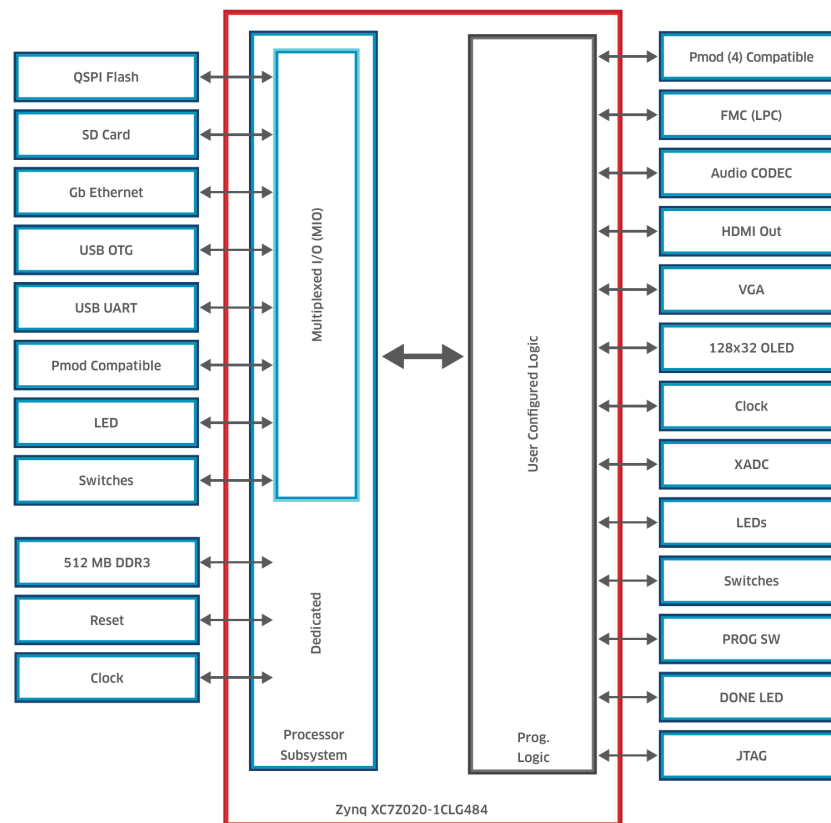 QSPI Flash
SD Card
Gb Ethernet
USB OTG
USB UART
Pmod Compatible
LED
Switches
512 MB DDR3
Reset
Clock
Multiplexed I/O (MIO)
Dedicated
Processor
Subsystem
User Configured Logic
Prog.
Logic
Zynq XC7Z020-1CLG484
Pmod (4) Compatible
FMC (LPC)
Audio CODEC
HDMI Out
VGA
128x32 OLED
Clock
XADC
LEDs
Switches
PROG SW
DONE LED
JTAG